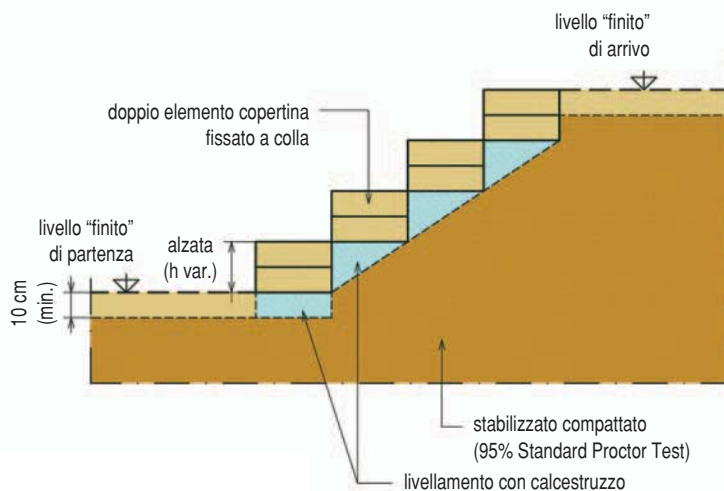 livello “finito”
di arrivo
doppio elemento copertina
fissato a colla
livello “finito”
di partenza
alzata
(h var.)
10 cm
(min.)
stabilizzato compattato
(95% Standard Proctor Test)
livellamento con calcestruzzo